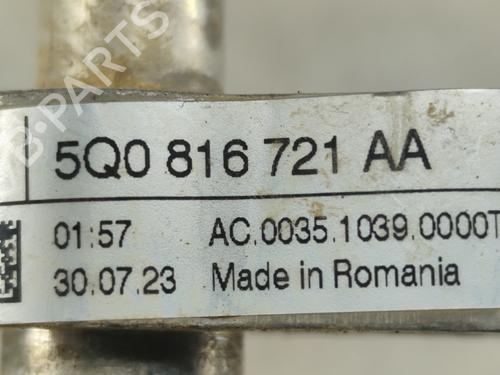 5Q0 816 721 AA
01:57 AC.0035.1039.0000T
30.07.23 Made in Romania
B-PARTS